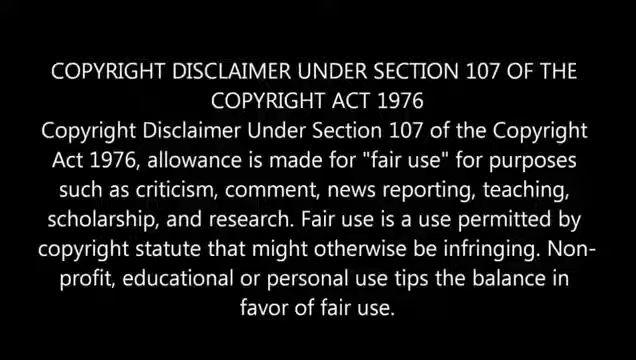 COPYRIGHT DISCLAIMER UNDER SECTION 107 OF THE
COPYRIGHT ACT 1976
Copyright Disclaimer Under Section 107 of the Copyright
Act 1976, allowance is made for "fair use" for purposes
such as criticism, comment, news reporting, teaching,
scholarship, and research. Fair use is a use permitted by
copyright statute that might otherwise be infringing. Non-
profit, educational or personal use tips the balance in
favor of fair use.